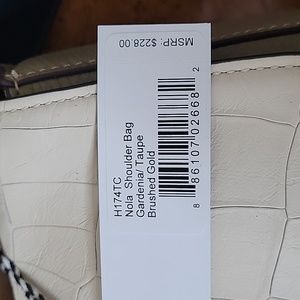 MSRP: $228.00
H174TC
Nola Shoulder Bag
Gardenia/ Taupe
Brushed Gold
8 86107 02668 2